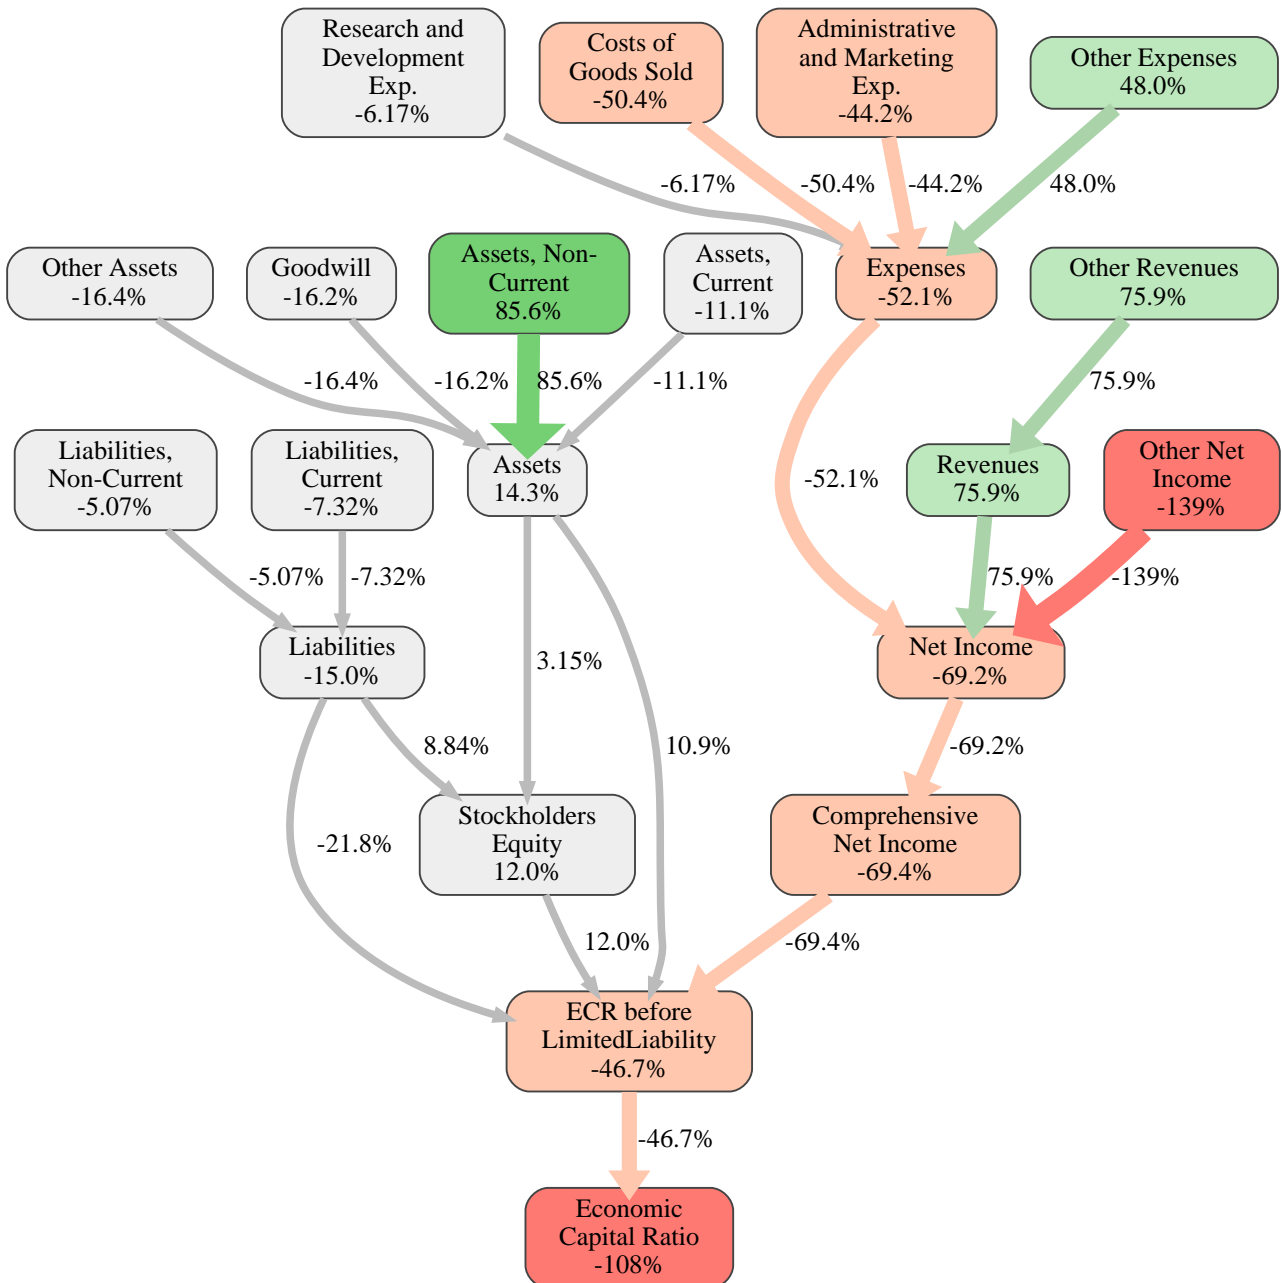 Research and
Development
Exp.
-6.17%
Costs of
Goods Sold
-50.4%
Administrative
and Marketing
Exp.
-44.2%
Other Expenses
48.0%
-6.17%
-50.4%
-44.2%
48.0%
Other Assets
-16.4%
Goodwill
-16.2%
Assets, Non-
Current
85.6%
Assets,
Current
-11.1%
Expenses
-52.1%
Other Revenues
75.9%
-16.4%
-16.2%
85.6%
-11.1%
75.9%
Liabilities,
Non-Current
-5.07%
Liabilities,
Current
-7.32%
Assets
14.3%
-52.1%
Revenues
75.9%
Other Net
Income
-139%
-5.07%
-7.32%
75.9%
-139%
Liabilities
-15.0%
3.15%
Net Income
-69.2%
8.84%
10.9%
-69.2%
-21.8%
Stockholders
Equity
12.0%
Comprehensive
Net Income
-69.4%
12.0%
-69.4%
ECR before
LimitedLiability
-46.7%
-46.7%
Economic
Capital Ratio
-108%